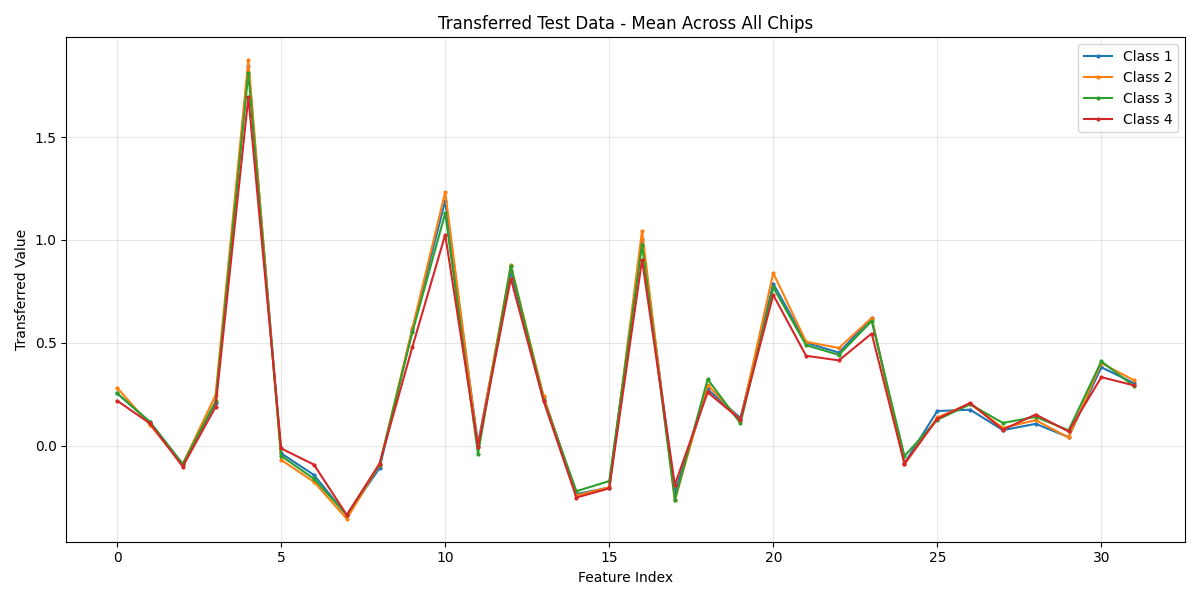 Transferred Test Data - Mean Across All Chips
Class 1
Class 2
Class 3
Class 4
Transferred Value
1.5
1.0
0.5
0.0
0 5 10 15 20 25 30
Feature Index